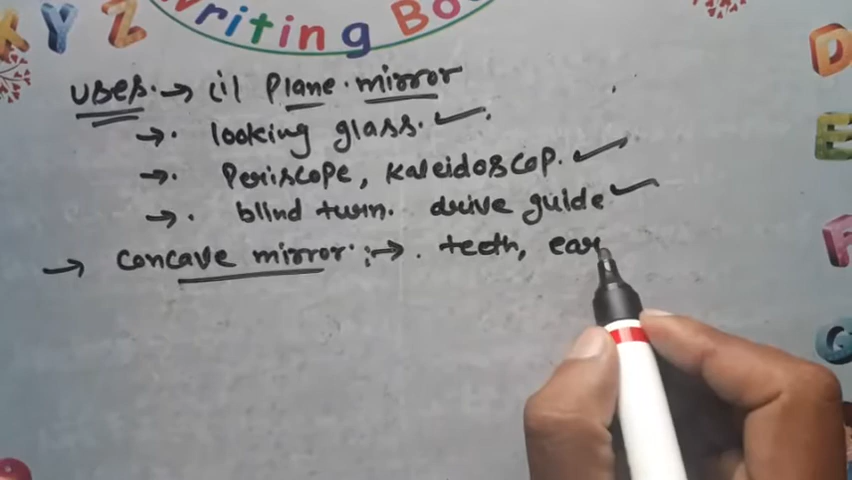 X Y Z Writing Bo
Uses.→ (i) Plane.mirror
→. looking glass.
→. Periscope, Kaleidoscop.
→. blind turn. drive guide
→ concave mirror:→. teeth, ear
D
E
F
G